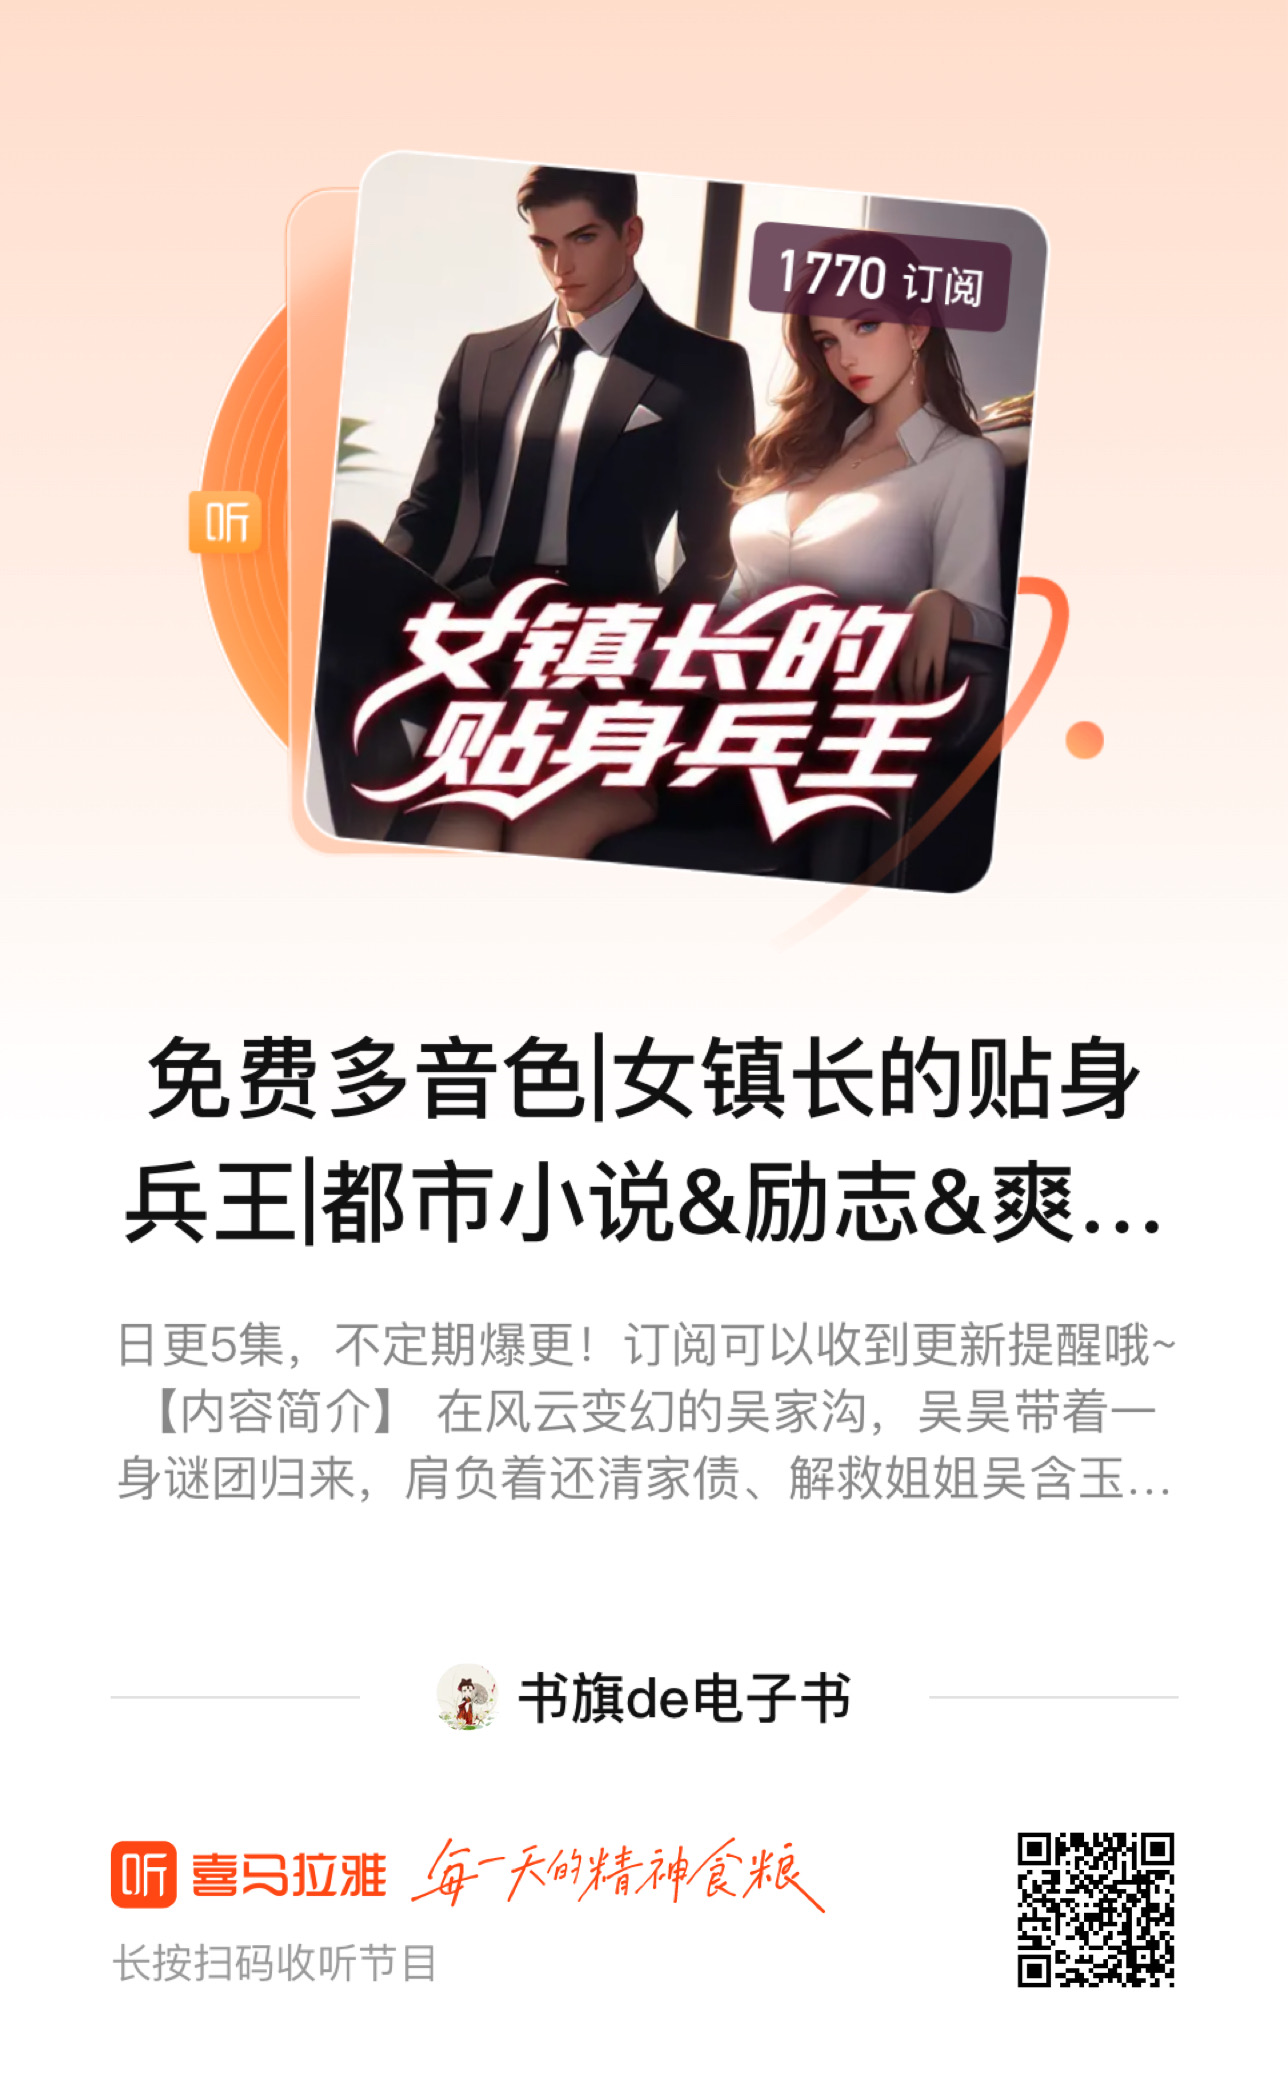 1770 订阅
听
女镇长的
贴身兵王
免费多音色|女镇长的贴身
兵王|都市小说&励志&爽...
日更5集，不定期爆更！订阅可以收到更新提醒哦~
【内容简介】 在风云变幻的吴家沟，吴昊带着一
身谜团归来，肩负着还清家债、解救姐姐吴含玉...
书旗de电子书
听 喜马拉雅 每一天的精神食粮
长按扫码收听节目